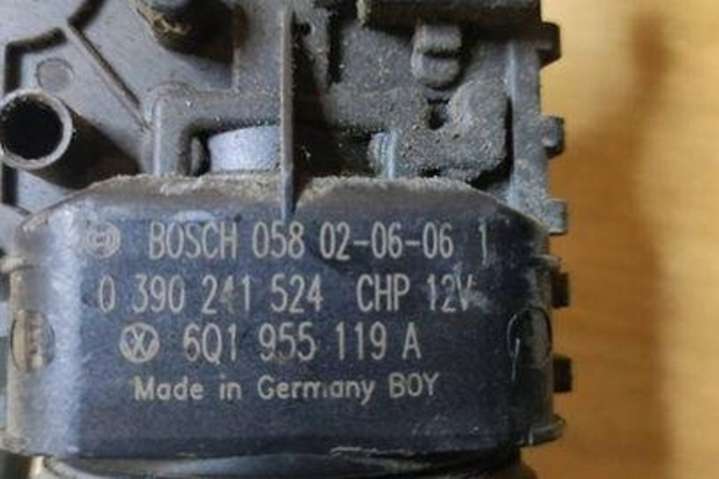 BOSCH 058 02-06-06 1
0 390 241 524 CHP 12V
6Q1 955 119 A
Made in Germany BOY